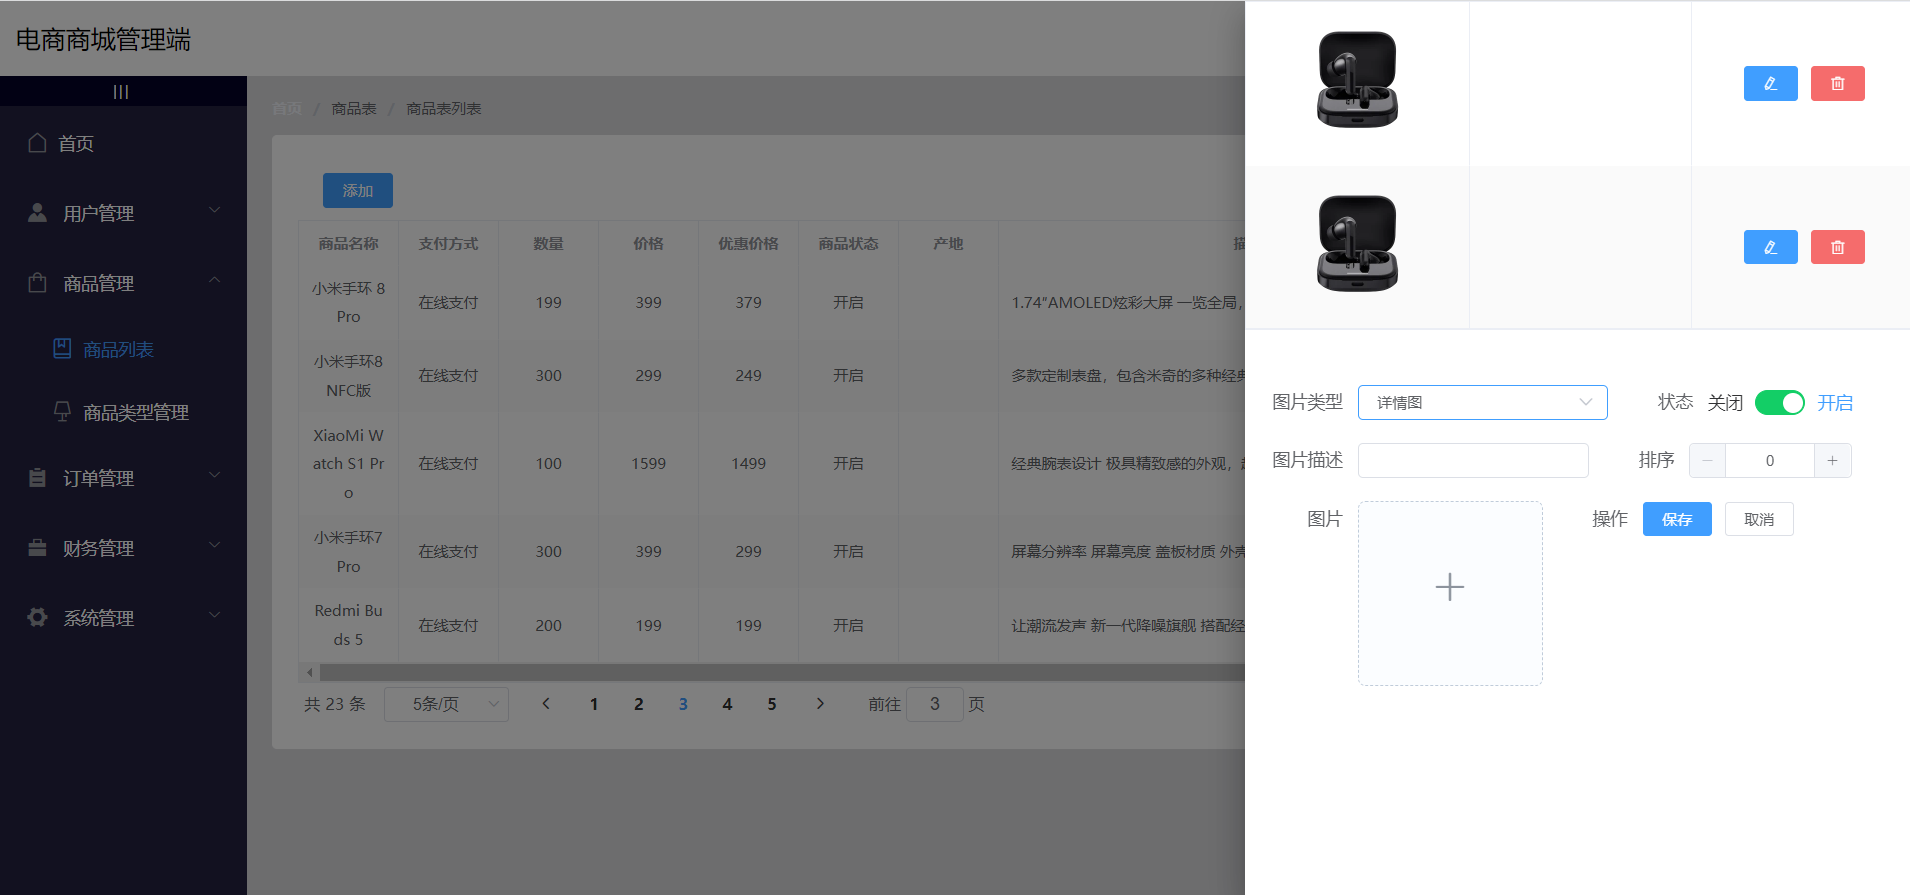 电商商城管理端
首页
用户管理
商品管理
商品列表
商品类型管理
订单管理
财务管理
系统管理
首页 / 商品表 / 商品表列表
添加
商品名称 支付方式 数量 价格 优惠价格 商品状态 产地
小米手环 8 Pro 在线支付 199 399 379 开启 1.74"AMOLED炫彩大屏 一览全局,
小米手环8 NFC版 在线支付 300 299 249 开启 多款定制表盘，包含米奇的多种经典
XiaoMi Watch S1 Pro 在线支付 100 1599 1499 开启 经典腕表设计 极具精致感的外观，
小米手环7 Pro 在线支付 300 399 299 开启 屏幕分辨率 屏幕亮度 盖板材质 外壳
Redmi Buds 5 在线支付 200 199 199 开启 让潮流发声 新一代降噪旗舰 搭配经
共 23 条 5条/页 1 2 3 4 5 前往 3 页
图片类型 详情图 状态 关闭 开启
图片描述 排序 0
图片 操作 保存 取消